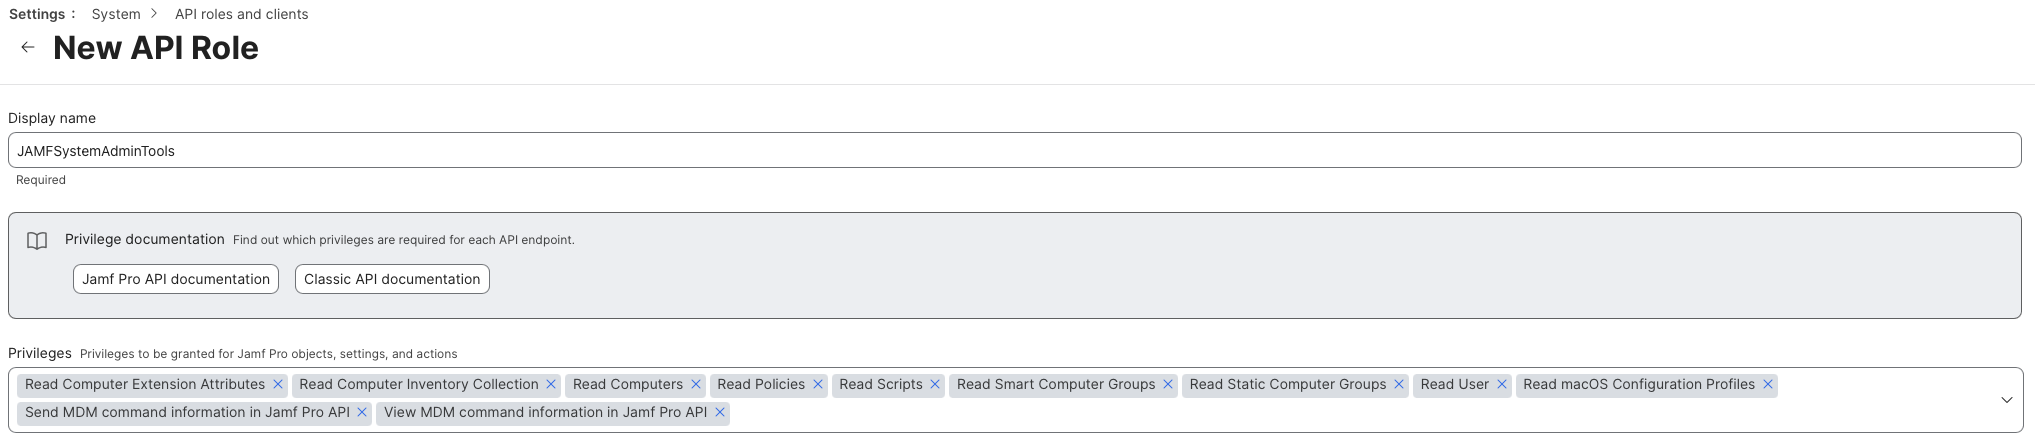 Settings : System > API roles and clients
← New API Role
Display name
JAMFSystemAdminTools
Required
Privilege documentation Find out which privileges are required for each API endpoint.
Jamf Pro API documentation Classic API documentation
Privileges Privileges to be granted for Jamf Pro objects, settings, and actions
Read Computer Extension Attributes × Read Computer Inventory Collection × Read Computers × Read Policies × Read Scripts × Read Smart Computer Groups × Read Static Computer Groups × Read User × Read macOS Configuration Profiles ×
Send MDM command information in Jamf Pro API × View MDM command information in Jamf Pro API ×